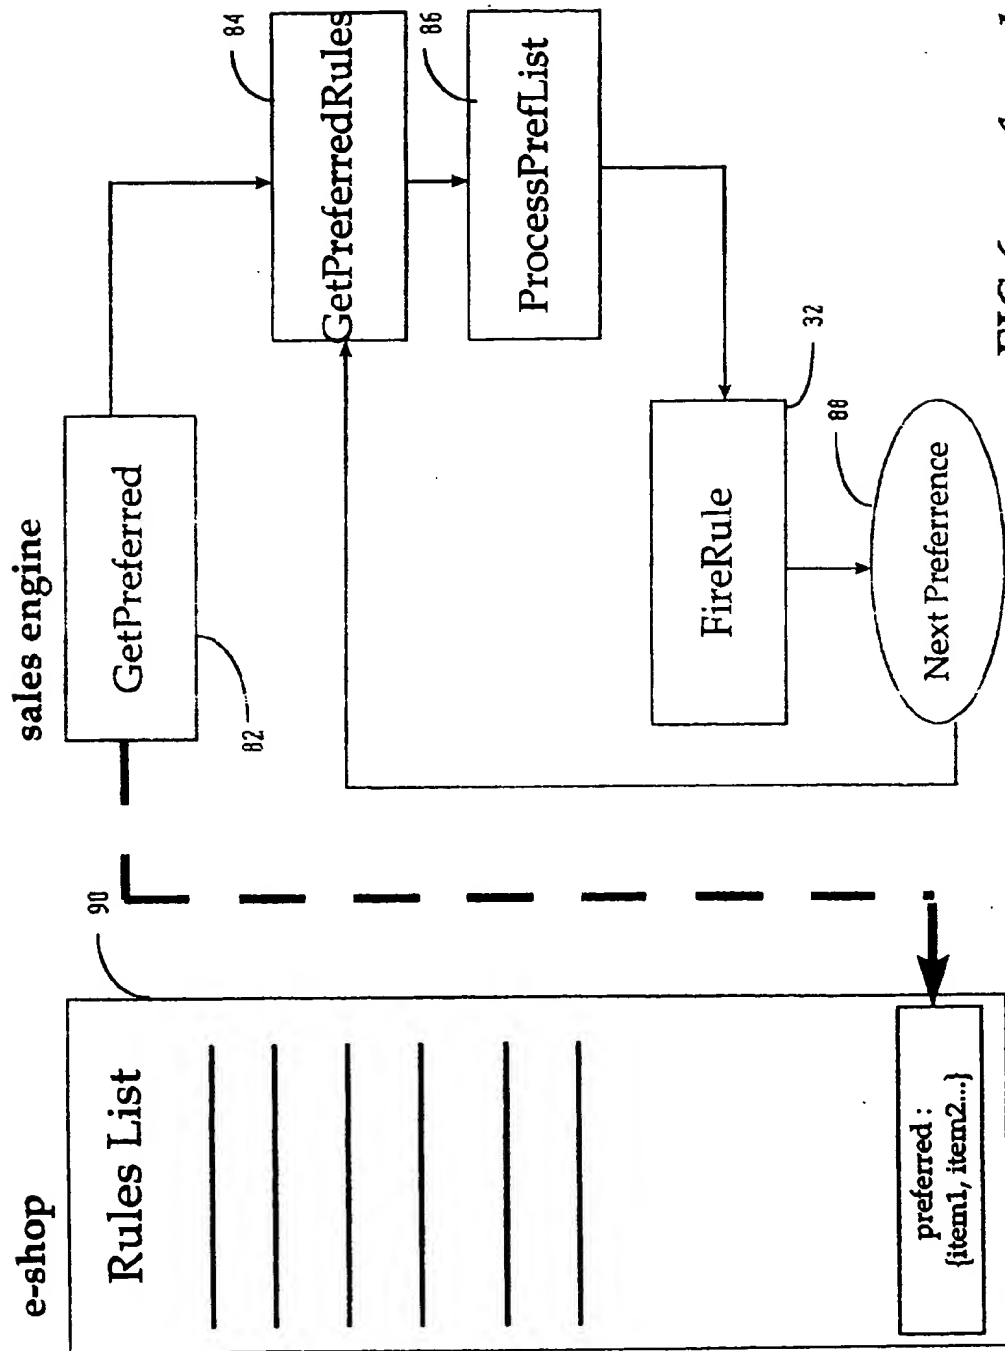 e-shop
Rules List
90
preferred :
{item1, item2...}
sales engine
GetPreferred
82
84
GetPreferredRules
86
ProcessPrefList
FireRule
32
Next Preferrence
88